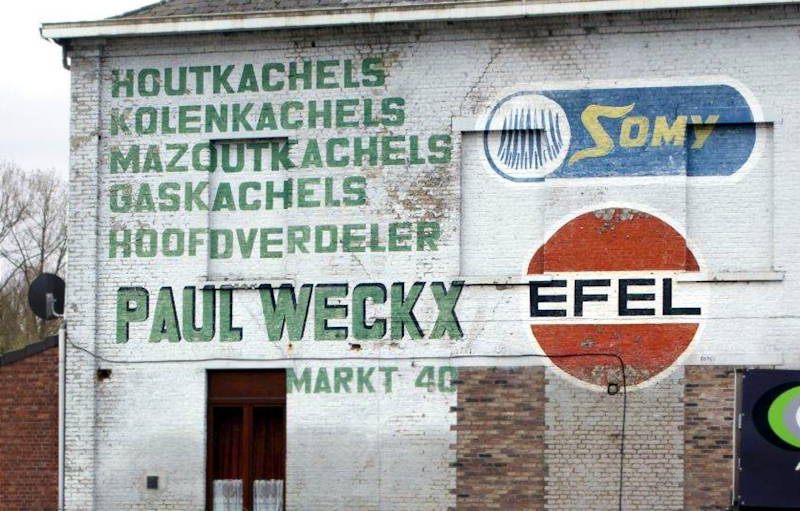 HOUTKACHELS
KOLENKACHELS
MAZOUTKACHELS
GASKACHELS
HOOFDVERDELER
PAUL WECKX
MARKT 40
SOMY
EFEL